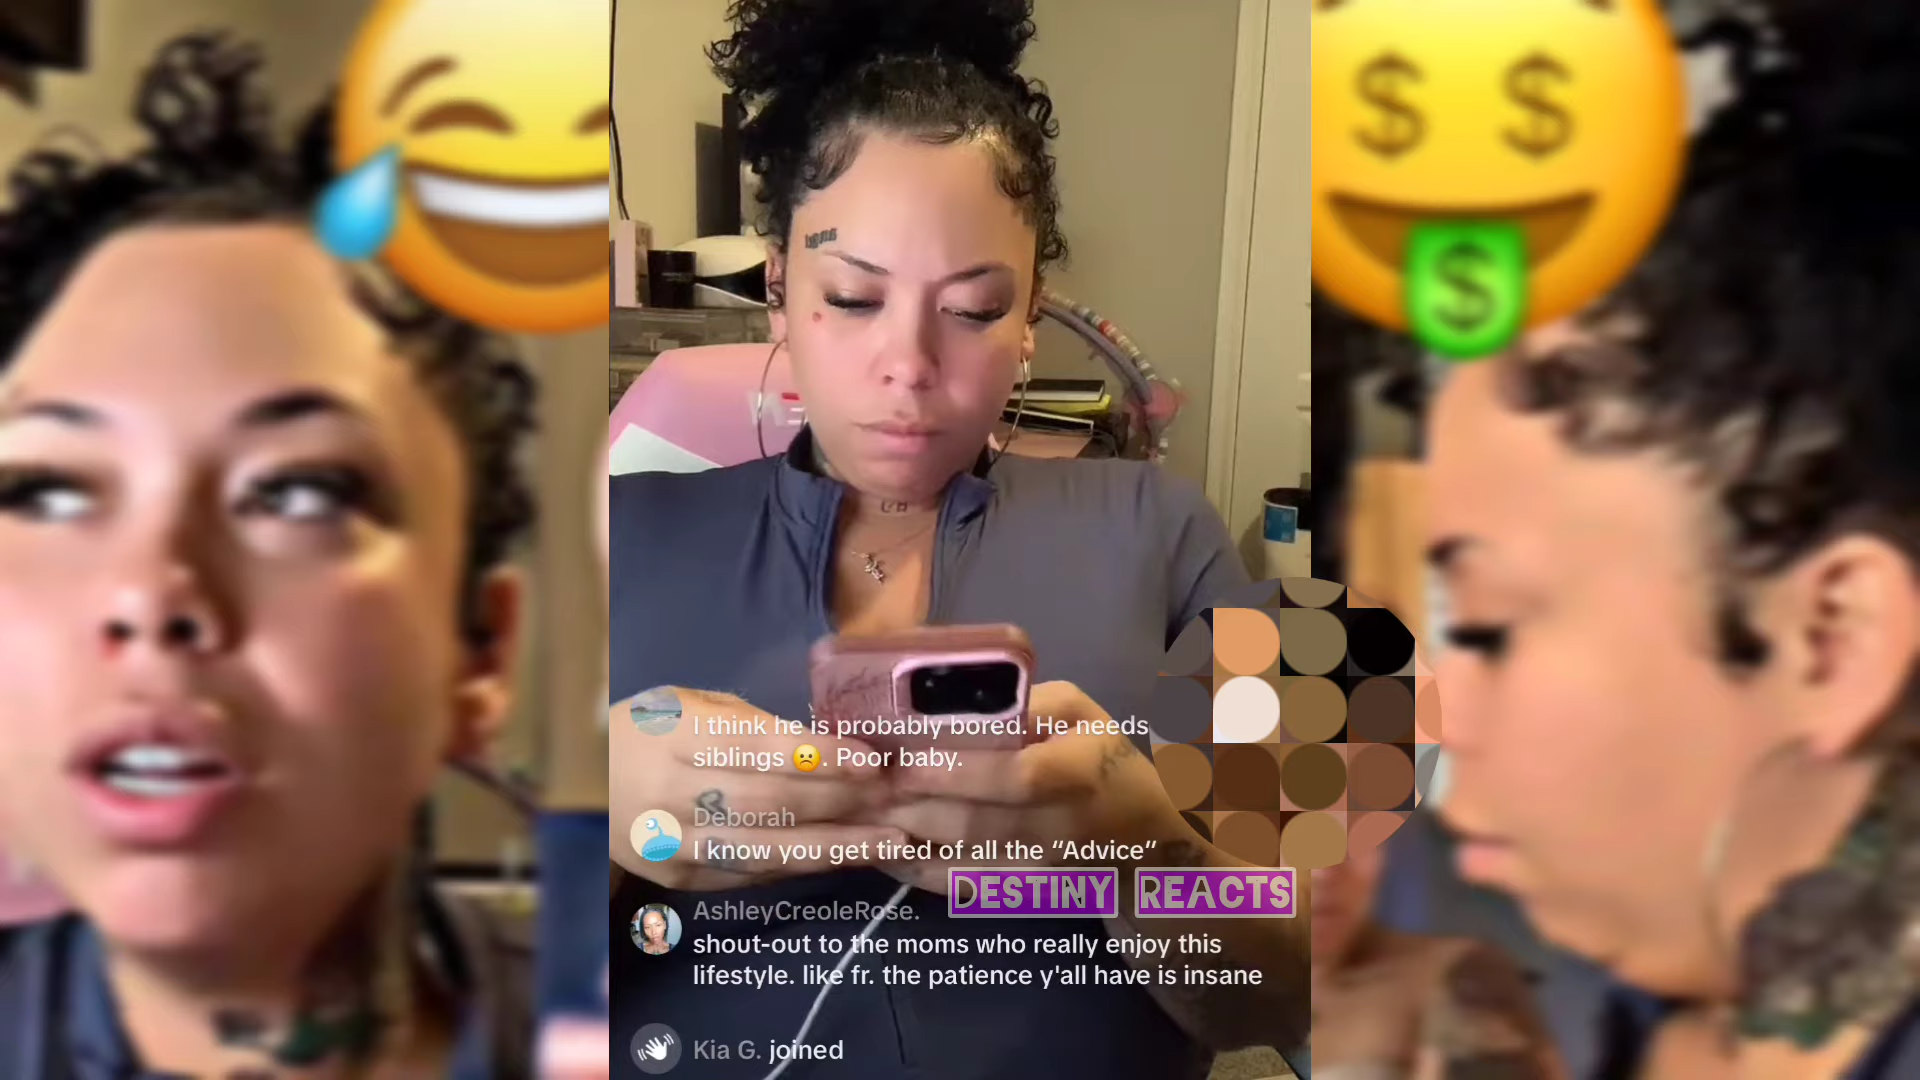 angel
I think he is probably bored. He needs
siblings ☹️. Poor baby.
Deborah
I know you get tired of all the “Advice”
DESTINY REACTS
AshleyCreoleRose.
shout-out to the moms who really enjoy this
lifestyle. like fr. the patience y'all have is insane
Kia G. joined